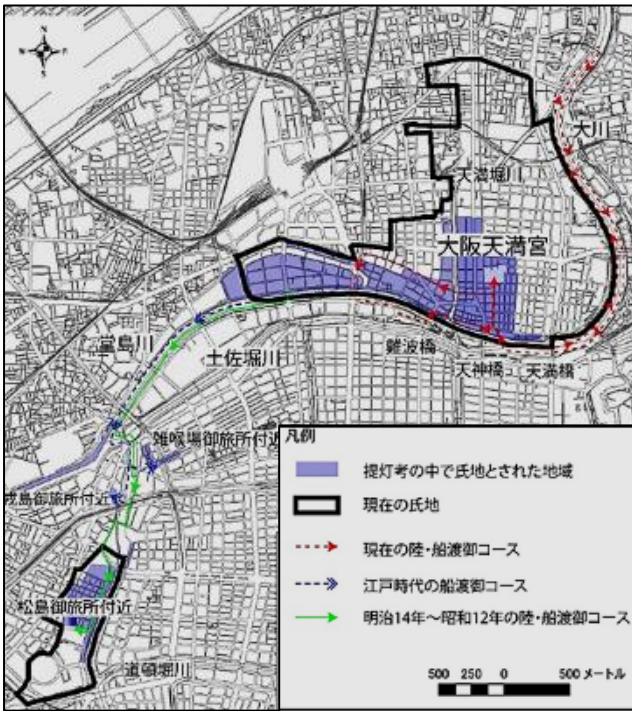 N
W E
S
大川
天満堀川
大阪天満宮
堂島川
土佐堀川
難波橋
天神橋
天満橋
雑喉場御旅所付近
戎島御旅所付近
松島御旅所付近
道頓堀川
凡例
提灯考の中で氏地とされた地域
現在の氏地
現在の陸・船渡御コース
江戸時代の船渡御コース
明治14年～昭和12年の陸・船渡御コース
500 250 0 500 メートル